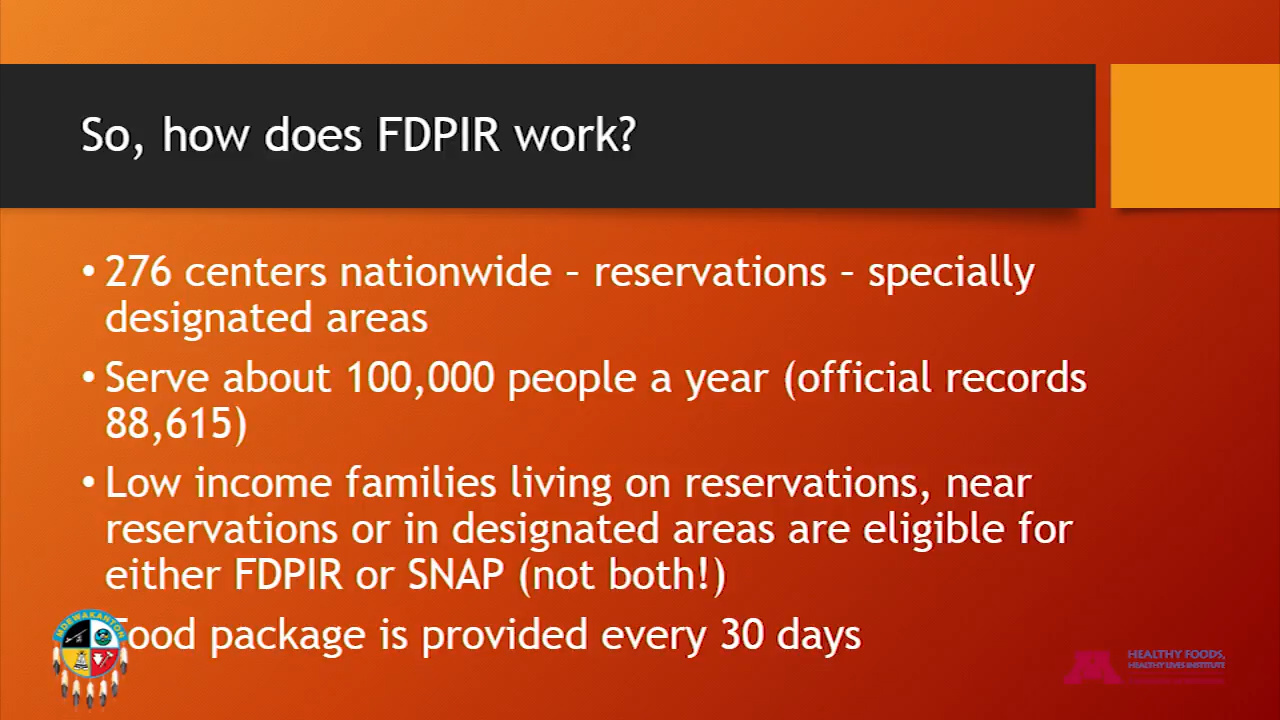 So, how does FDPIR work?
• 276 centers nationwide – reservations – specially
designated areas
• Serve about 100,000 people a year (official records
88,615)
• Low income families living on reservations, near
reservations or in designated areas are eligible for
either FDPIR or SNAP (not both!)
Food package is provided every 30 days
MDEWAKANTON
HEALTHY FOODS,
HEALTHY LIVES INSTITUTE